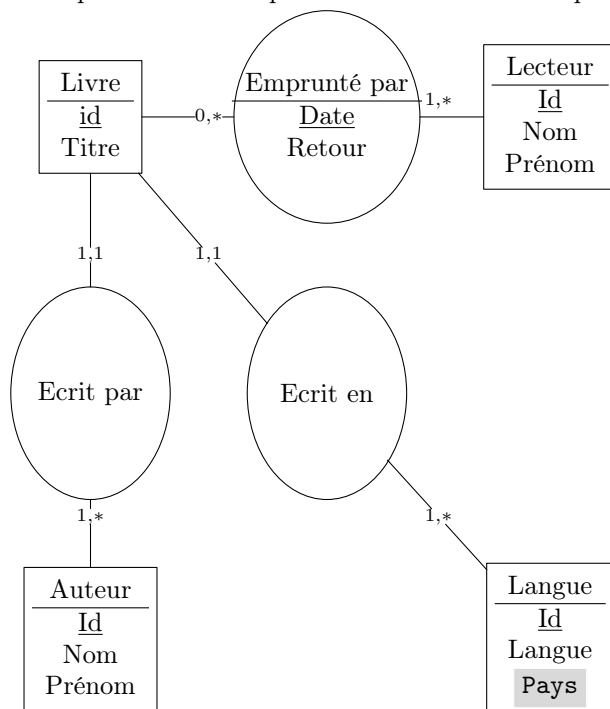 Livre
id
Titre
0,*
Emprunté par
Date
Retour
1,*
Lecteur
Id
Nom
Prénom
1,1
1,1
Ecrit par
Ecrit en
1,*
1,*
Auteur
Id
Nom
Prénom
Langue
Id
Langue
Pays